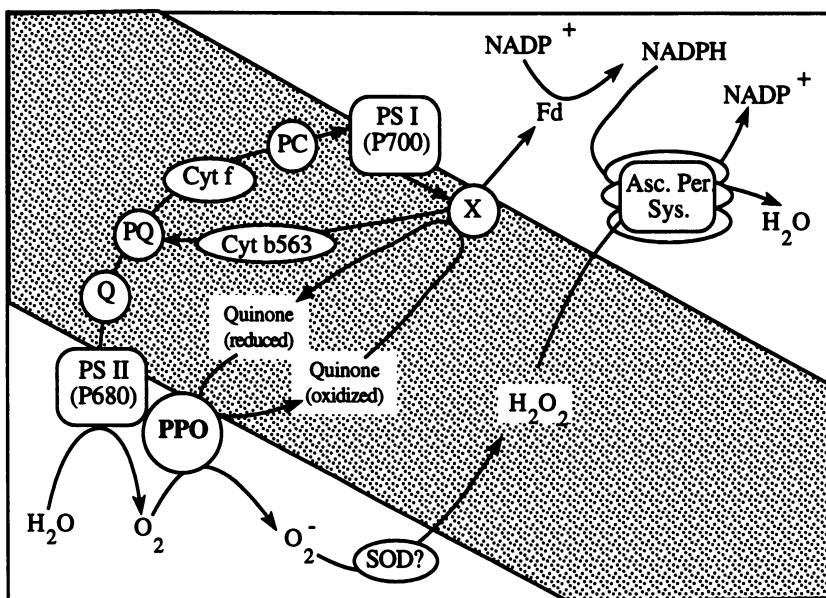 NADP +
NADPH
NADP +
Fd
PS I
(P700)
PC
Cyt f
X
Asc. Per.
Sys.
H2O
PQ
Cyt b563
Q
Quinone
(reduced)
Quinone
(oxidized)
PS II
(P680)
H2O2
PPO
H2O
O2
O2-
SOD?